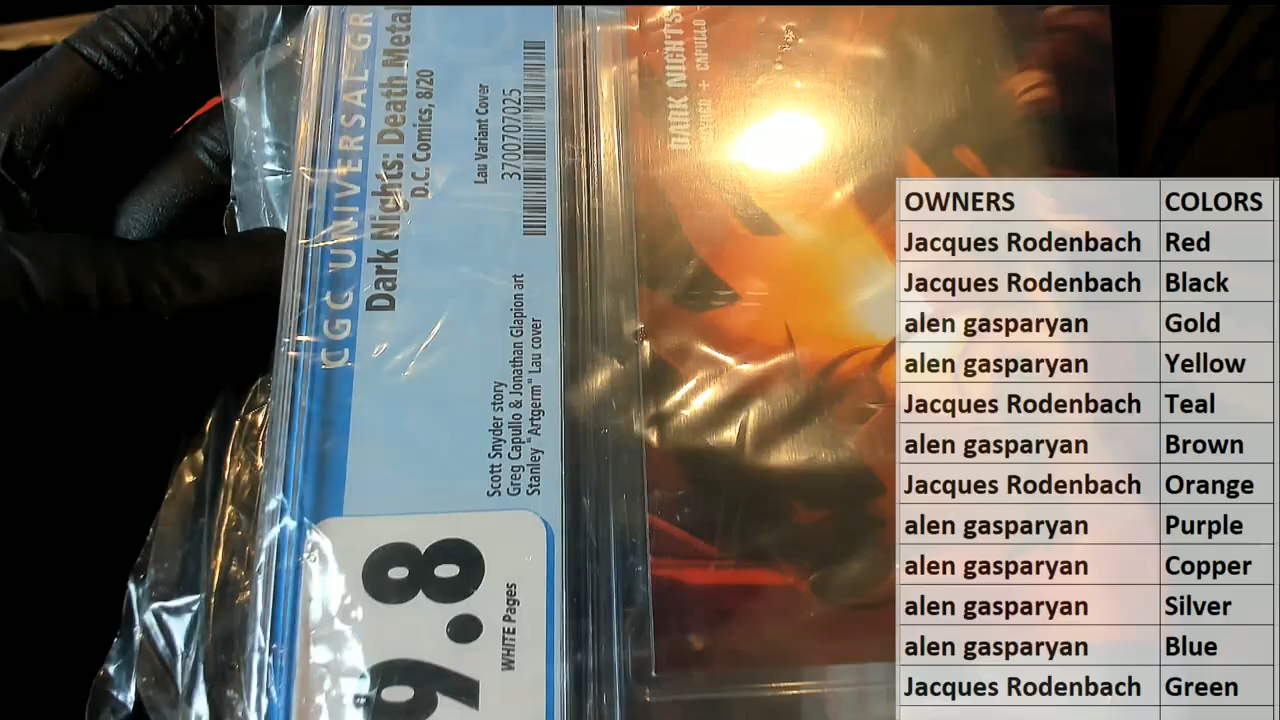 CGC UNIVERSAL GR
Dark Nights: Death Metal
D.C. Comics, 8/20
Lau Variant Cover
3700707025
Scott Snyder story
Greg Capullo & Jonathan Glapion art
Stanley "Artgerm" Lau cover
9.8
WHITE Pages
DARK NIGHTS:
+ CAPULLO
OWNERS COLORS
Jacques Rodenbach Red
Jacques Rodenbach Black
alen gasparyan Gold
alen gasparyan Yellow
Jacques Rodenbach Teal
alen gasparyan Brown
Jacques Rodenbach Orange
alen gasparyan Purple
alen gasparyan Copper
alen gasparyan Silver
alen gasparyan Blue
Jacques Rodenbach Green